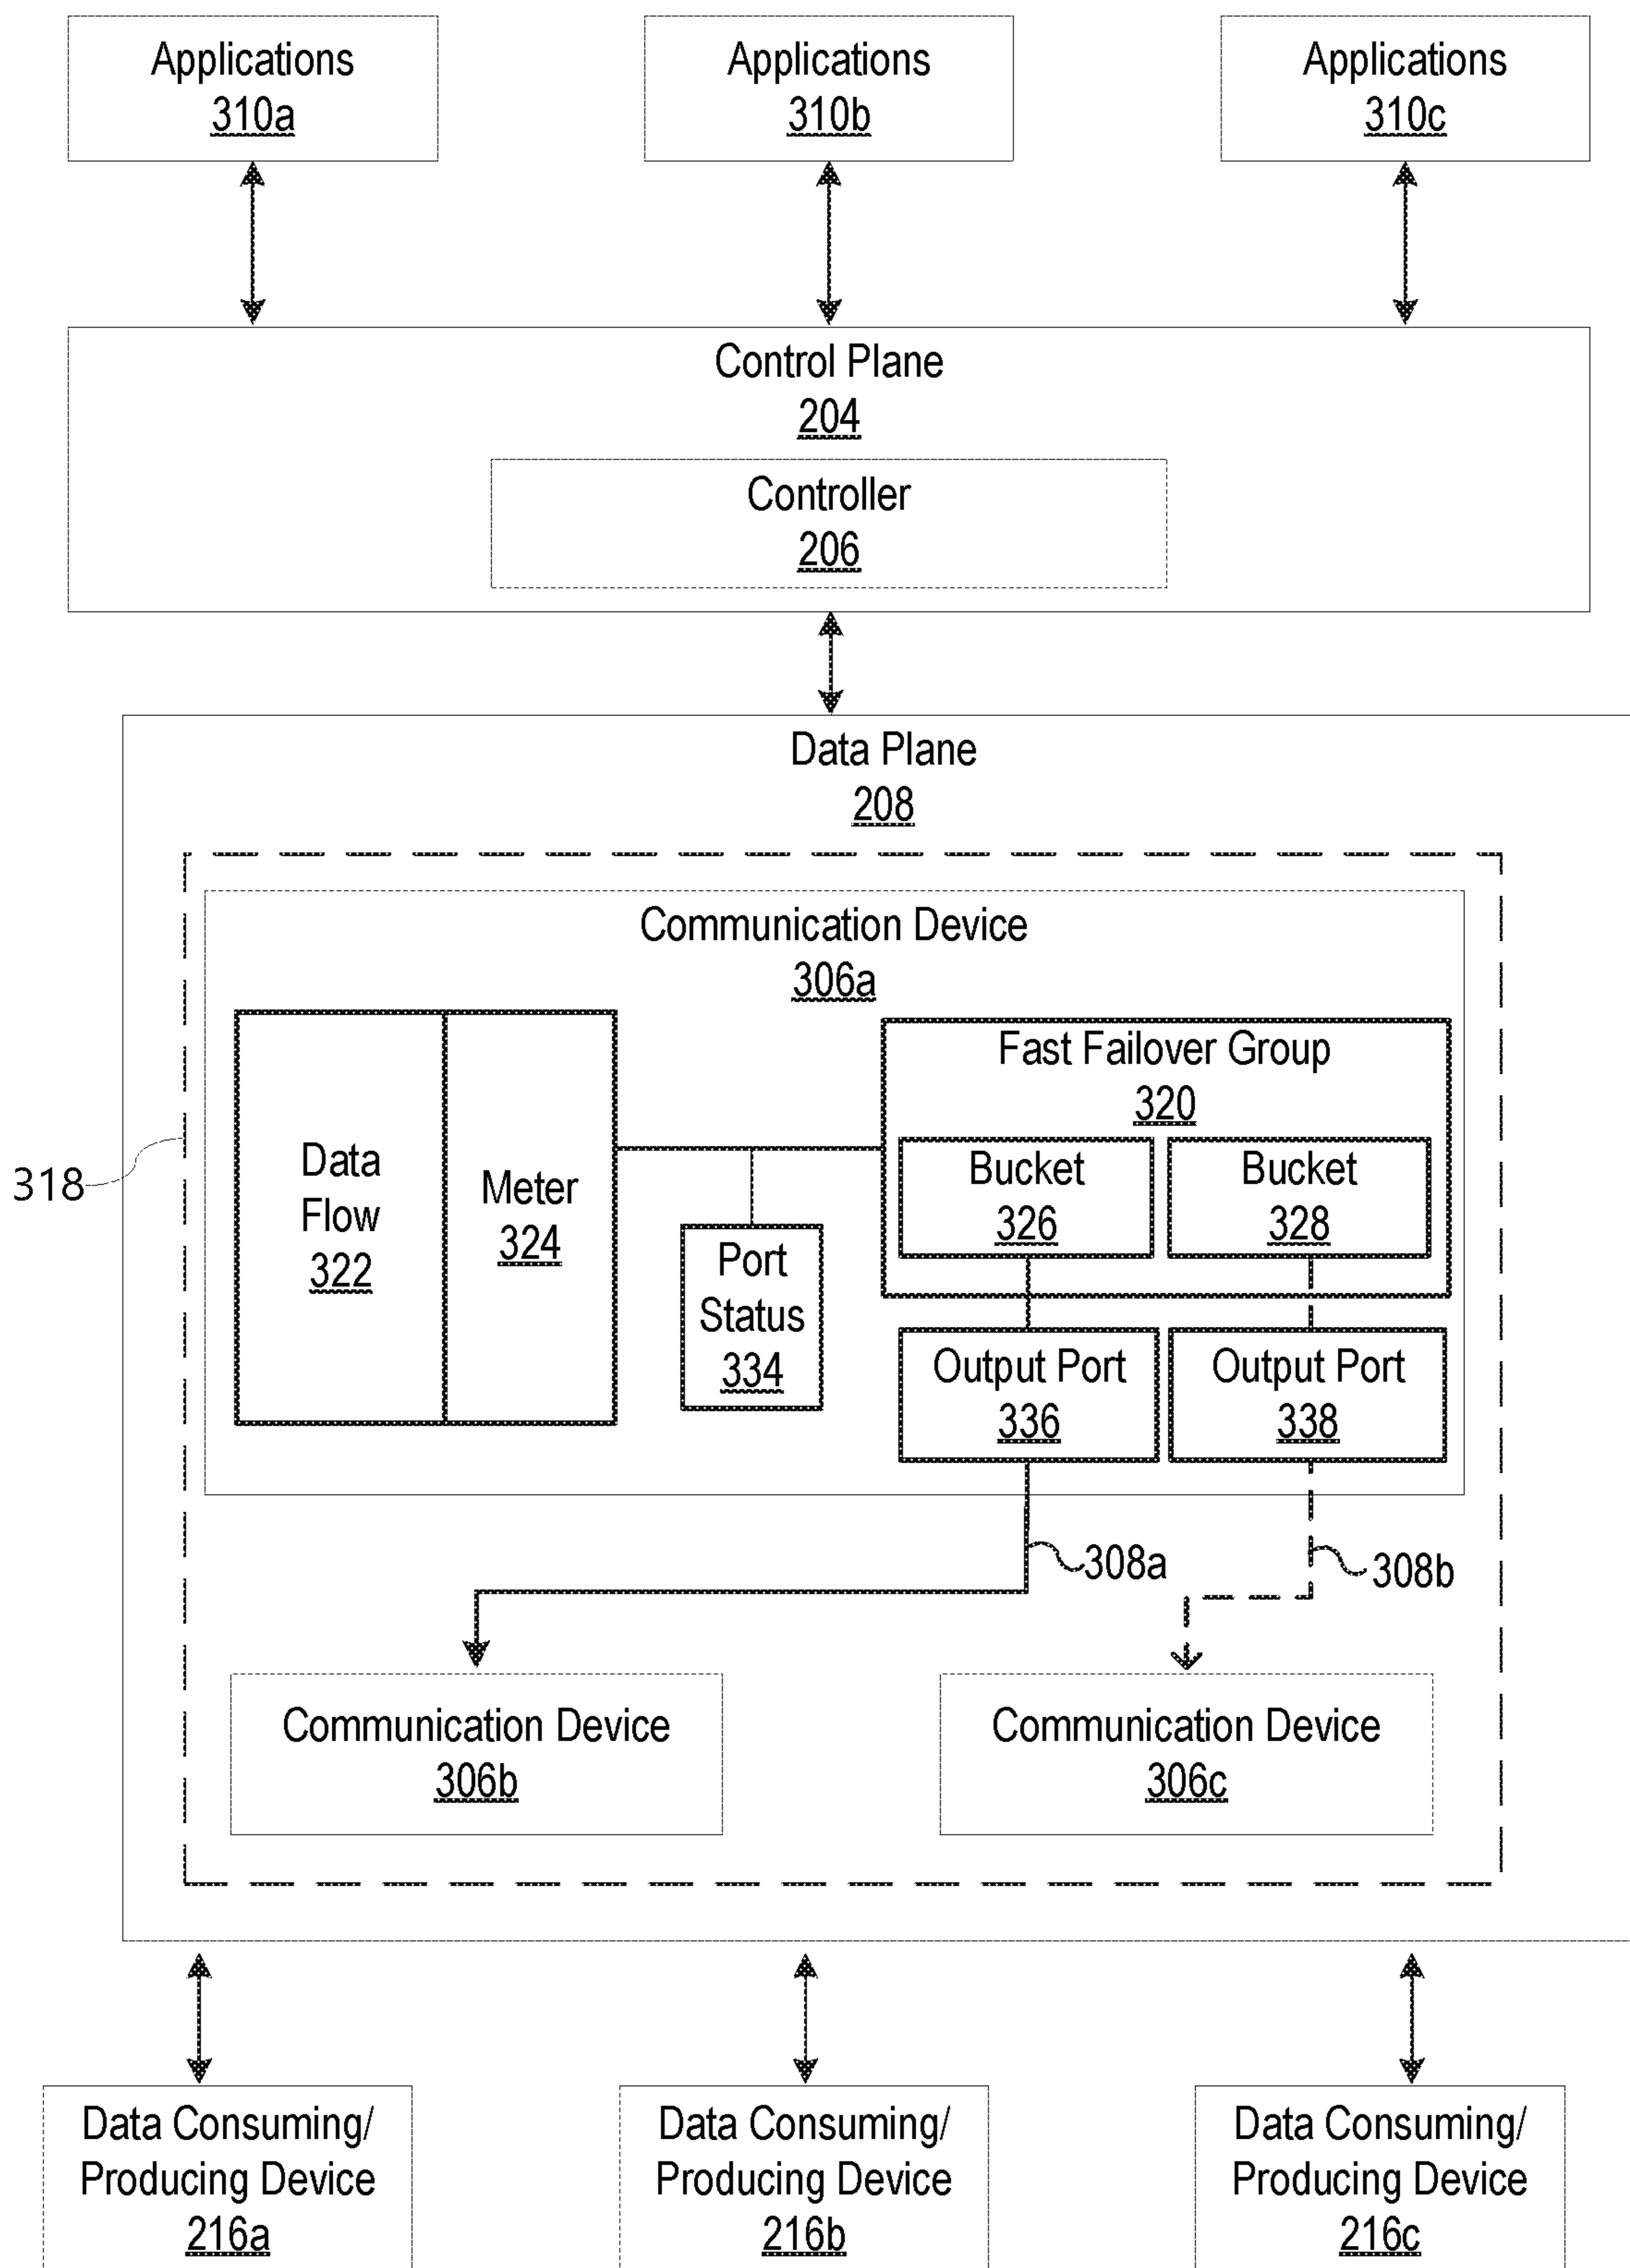 Applications
310a
Applications
310b
Applications
310c
Control Plane
204
Controller
206
Data Plane
208
Communication Device
306a
Data
Flow
322
Meter
324
Port
Status
334
Fast Failover Group
320
Bucket
326
Bucket
328
Output Port
336
Output Port
338
318
308a
308b
Communication Device
306b
Communication Device
306c
Data Consuming/
Producing Device
216a
Data Consuming/
Producing Device
216b
Data Consuming/
Producing Device
216c